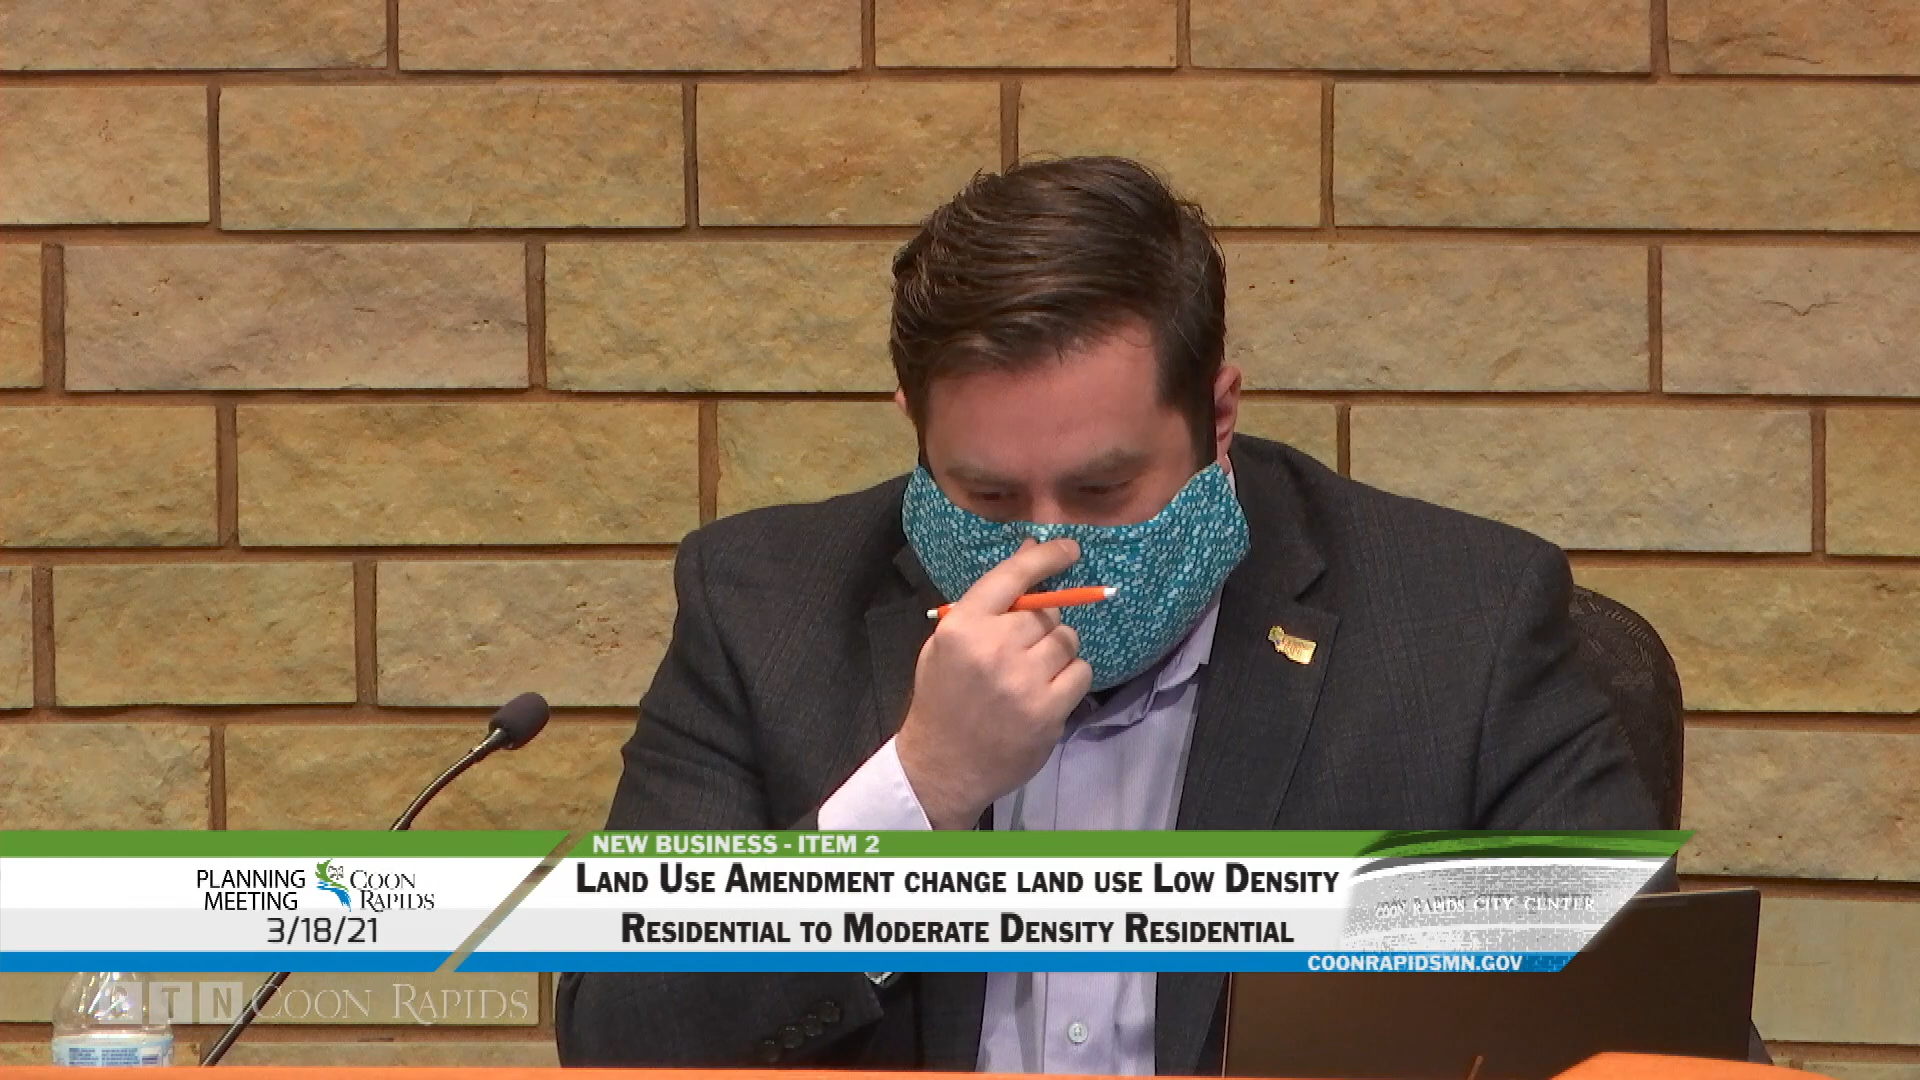 NEW BUSINESS - ITEM 2
PLANNING MEETING
COON RAPIDS
3/18/21
LAND USE AMENDMENT CHANGE LAND USE LOW DENSITY
RESIDENTIAL TO MODERATE DENSITY RESIDENTIAL
COON RAPIDS CITY CENTER
COONRAPIDSMN.GOV
CTN COON RAPIDS